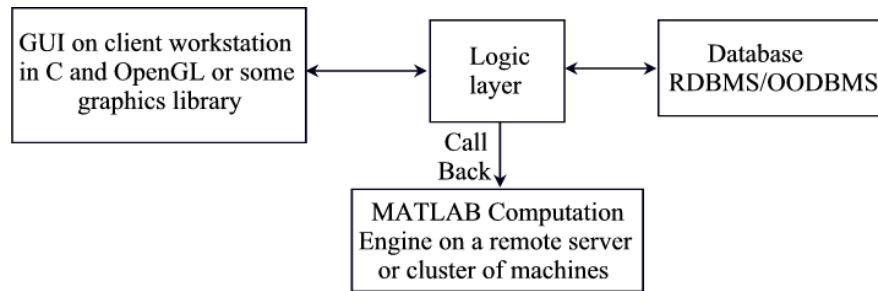 GUI on client workstation
in C and OpenGL or some
graphics library
Logic
layer
Database
RDBMS/OODBMS
Call
Back
MATLAB Computation
Engine on a remote server
or cluster of machines